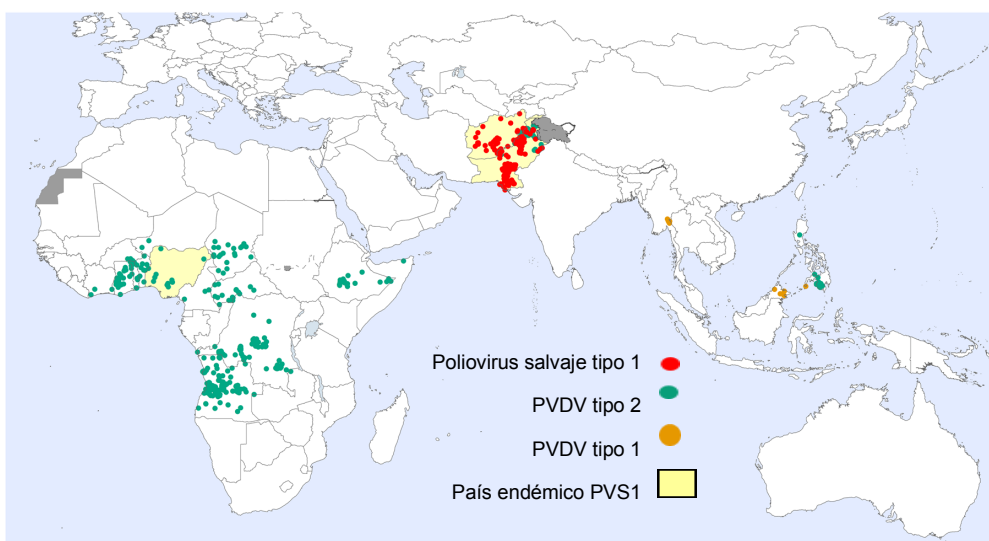 Poliovirus salvaje tipo 1
PVDV tipo 2
PVDV tipo 1
País endémico PVS1